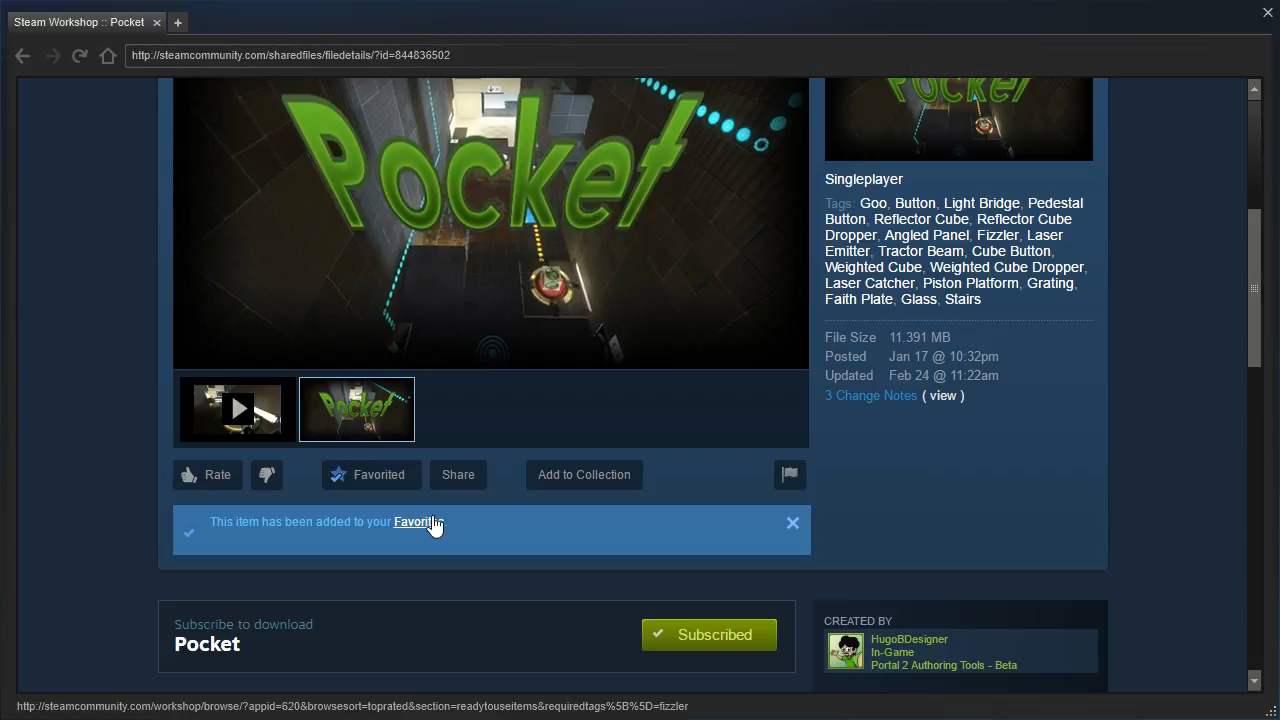 Steam Workshop :: Pocket
http://steamcommunity.com/sharedfiles/filedetails/?id=844836502
Pocket
Pocket
Singleplayer
Tags: Goo, Button, Light Bridge, Pedestal
Button, Reflector Cube, Reflector Cube
Dropper, Angled Panel, Fizzler, Laser
Emitter, Tractor Beam, Cube Button,
Weighted Cube, Weighted Cube Dropper,
Laser Catcher, Piston Platform, Grating,
Faith Plate, Glass, Stairs
File Size 11.391 MB
Posted Jan 17 @ 10:32pm
Updated Feb 24 @ 11:22am
3 Change Notes ( view )
Pocket
Rate
Favorited
Share
Add to Collection
This item has been added to your
Subscribe to download
Pocket
Subscribed
CREATED BY
HugoBDesigner
In-Game
Portal 2 Authoring Tools - Beta
http://steamcommunity.com/workshop/browse/?appid=620&browsesort=toprated&section=readytouseitems&requiredtags%5B%5D=fizzler